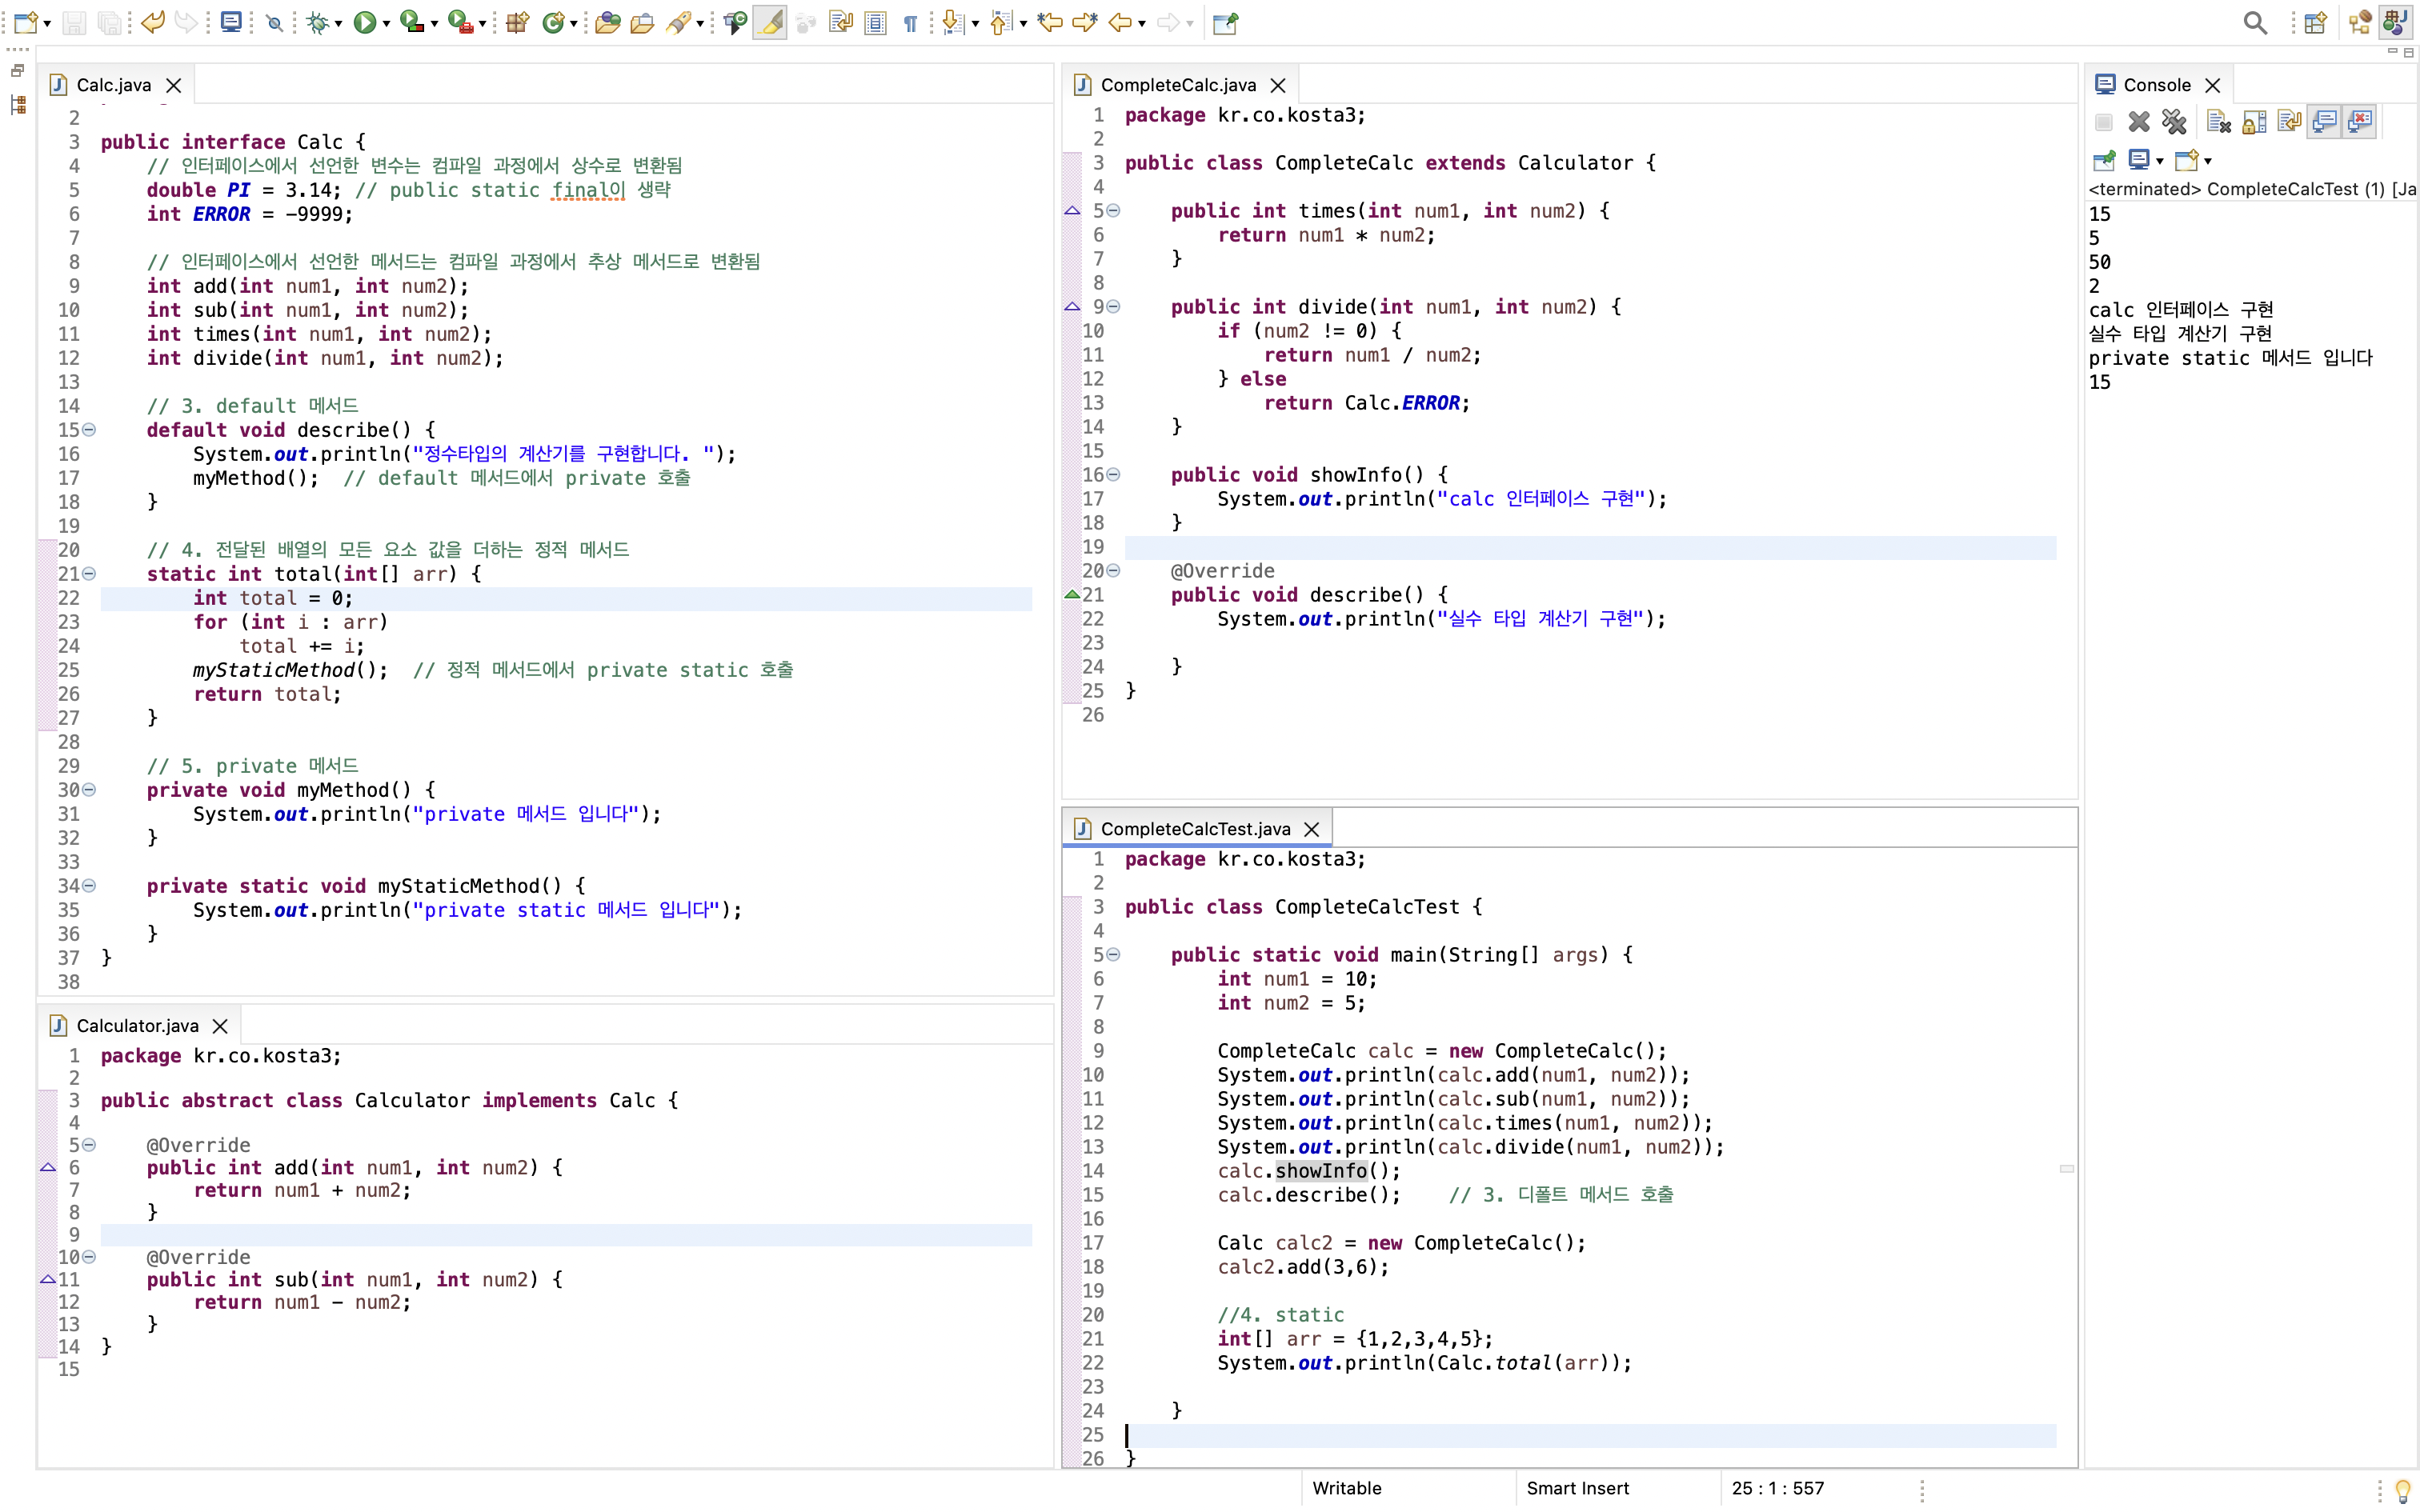 Calc.java
2
3 public interface Calc {
4     // 인터페이스에서 선언한 변수는 컴파일 과정에서 상수로 변환됨
5     double PI = 3.14; // public static final이 생략
6     int ERROR = -9999;
7
8     // 인터페이스에서 선언한 메서드는 컴파일 과정에서 추상 메서드로 변환됨
9     int add(int num1, int num2);
10     int sub(int num1, int num2);
11     int times(int num1, int num2);
12     int divide(int num1, int num2);
13
14     // 3. default 메서드
15     default void describe() {
16         System.out.println("정수타입의 계산기를 구현합니다. ");
17         myMethod();  // default 메서드에서 private 호출
18     }
19
20     // 4. 전달된 배열의 모든 요소 값을 더하는 정적 메서드
21     static int total(int[] arr) {
22         int total = 0;
23         for (int i : arr)
24             total += i;
25         myStaticMethod();  // 정적 메서드에서 private static 호출
26         return total;
27     }
28
29     // 5. private 메서드
30     private void myMethod() {
31         System.out.println("private 메서드 입니다");
32     }
33
34     private static void myStaticMethod() {
35         System.out.println("private static 메서드 입니다");
36     }
37 }
38
Calculator.java
1 package kr.co.kosta3;
2
3 public abstract class Calculator implements Calc {
4
5     @Override
6     public int add(int num1, int num2) {
7         return num1 + num2;
8     }
9
10     @Override
11     public int sub(int num1, int num2) {
12         return num1 - num2;
13     }
14 }
15
CompleteCalc.java
1 package kr.co.kosta3;
2
3 public class CompleteCalc extends Calculator {
4
5     public int times(int num1, int num2) {
6         return num1 * num2;
7     }
8
9     public int divide(int num1, int num2) {
10         if (num2 != 0) {
11             return num1 / num2;
12         } else
13             return Calc.ERROR;
14     }
15
16     public void showInfo() {
17         System.out.println("calc 인터페이스 구현");
18     }
19
20     @Override
21     public void describe() {
22         System.out.println("실수 타입 계산기 구현");
23
24     }
25 }
26
CompleteCalcTest.java
1 package kr.co.kosta3;
2
3 public class CompleteCalcTest {
4
5     public static void main(String[] args) {
6         int num1 = 10;
7         int num2 = 5;
8
9         CompleteCalc calc = new CompleteCalc();
10         System.out.println(calc.add(num1, num2));
11         System.out.println(calc.sub(num1, num2));
12         System.out.println(calc.times(num1, num2));
13         System.out.println(calc.divide(num1, num2));
14         calc.showInfo();
15         calc.describe();    // 3. 디폴트 메서드 호출
16
17         Calc calc2 = new CompleteCalc();
18         calc2.add(3,6);
19
20         //4. static
21         int[] arr = {1,2,3,4,5};
22         System.out.println(Calc.total(arr));
23
24     }
25
26 }
Console
<terminated> CompleteCalcTest (1) [Ja
15
5
50
2
calc 인터페이스 구현
실수 타입 계산기 구현
private static 메서드 입니다
15
Writable
Smart Insert
25 : 1 : 557